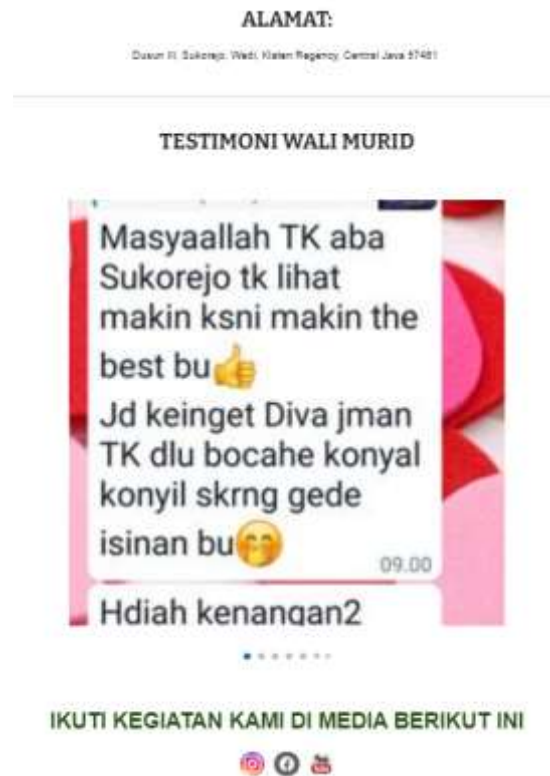 ALAMAT:
Dusun III, Sukorejo, Wedi, Klaten Regency, Central Java 57461
TESTIMONI WALI MURID
Masyaallah TK aba
Sukorejo tk lihat
makin ksni makin the
best bu👍
Jd keinget Diva jman
TK dlu bocahe konyal
konyil skrng gede
isinan bu🤭
09.00
Hdiah kenangan2
IKUTI KEGIATAN KAMI DI MEDIA BERIKUT INI